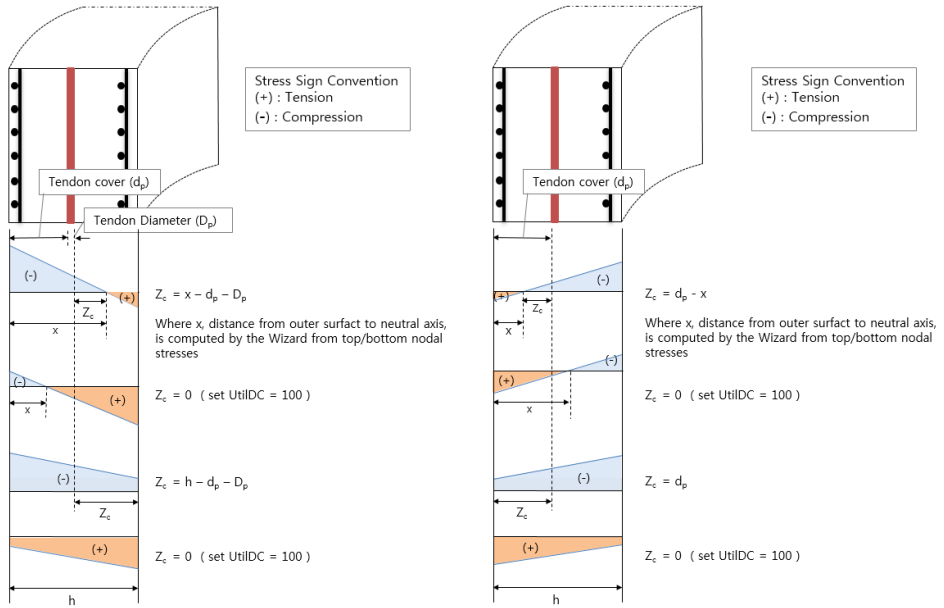 Stress Sign Convention
(+) : Tension
(-) : Compression
Tendon cover (dp)
Tendon Diameter (Dp)
(-)
(+)
Zc
x
Zc = x – dp – Dp
Where x, distance from outer surfact to neutral axis,
is computed by the Wizard from top/bottom nodal
stresses
(-)
(+)
x
Zc = 0 ( set UtilDC = 100 )
(-)
Zc
Zc = h – dp – Dp
(+)
Zc = 0 ( set UtilDC = 100 )
h
Stress Sign Convention
(+) : Tension
(-) : Compression
Tendon cover (dp)
(+)
(-)
Zc
x
Zc = dp - x
Where x, distance from outer surfact to neutral axis,
is computed by the Wizard from top/bottom nodal
stresses
(-)
(+)
x
Zc = 0 ( set UtilDC = 100 )
(-)
Zc
Zc = dp
(+)
Zc = 0 ( set UtilDC = 100 )
h